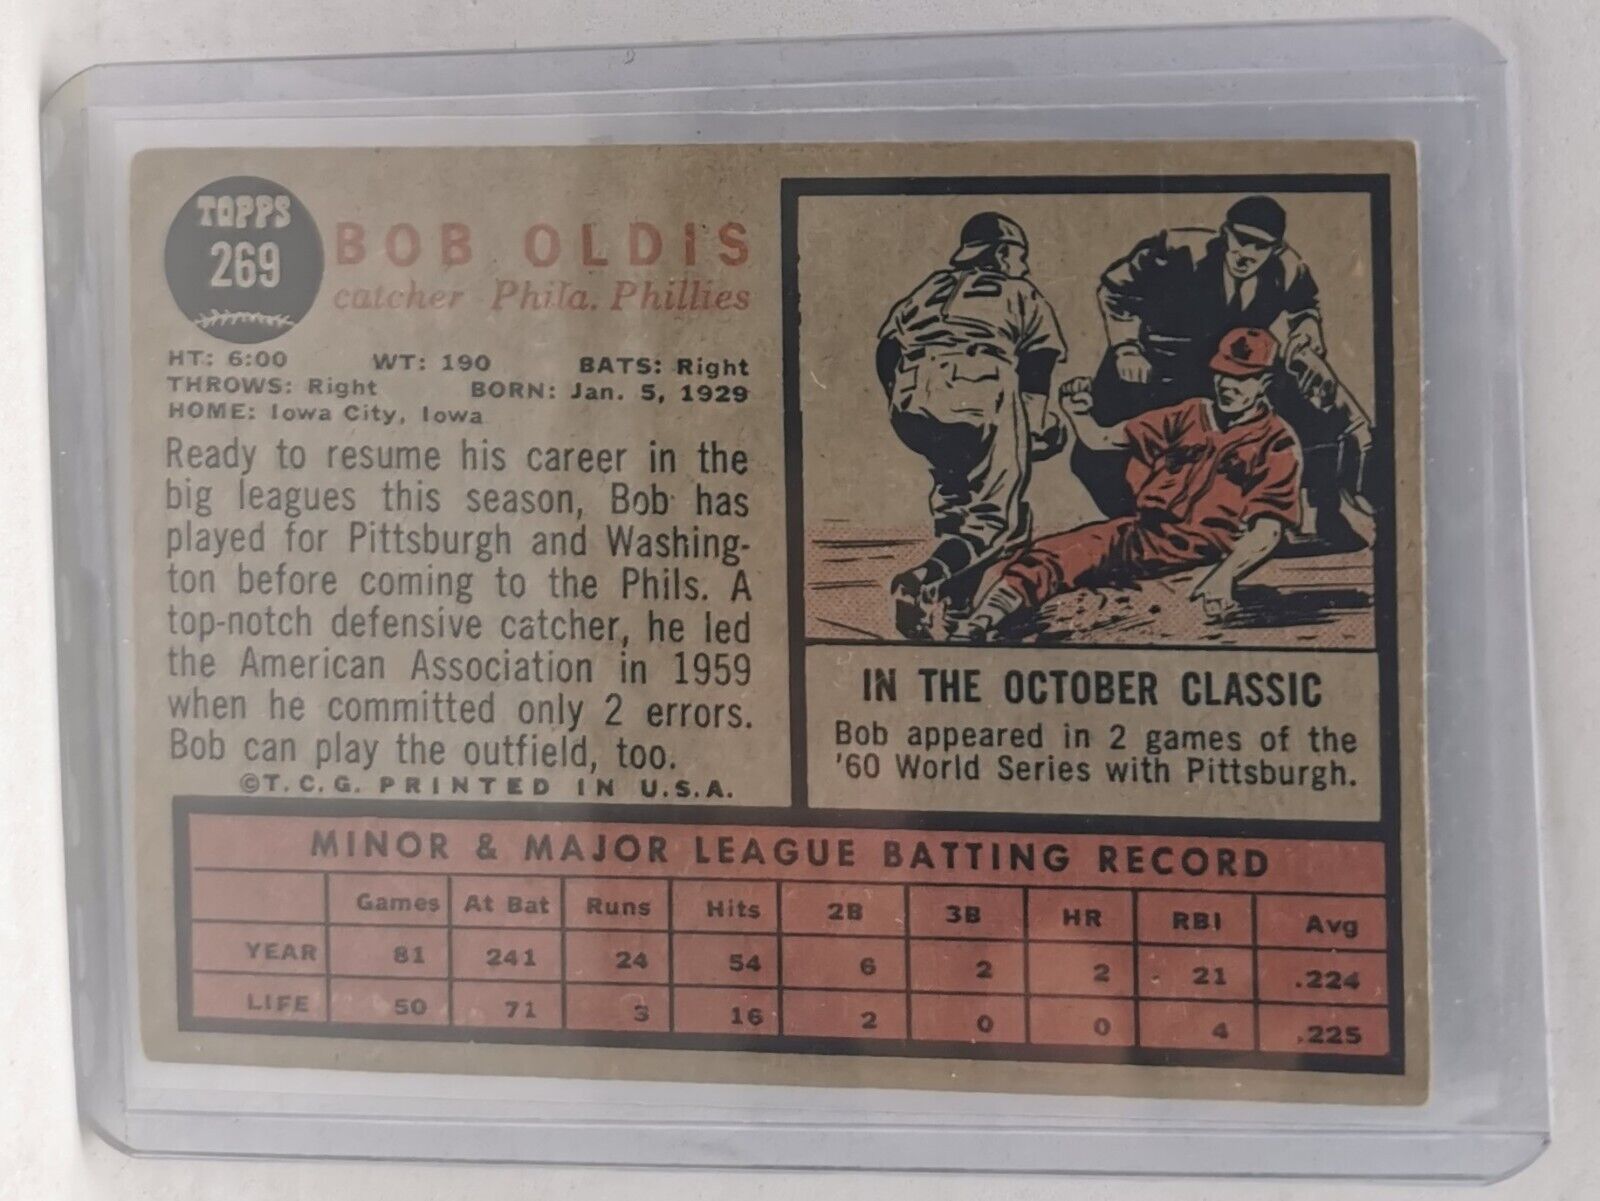 TOPPS
269
BOB OLDIS
catcher Phila. Phillies
HT: 6:00 WT: 190 BATS: Right
THROWS: Right BORN: Jan. 5, 1929
HOME: Iowa City, Iowa
Ready to resume his career in the
big leagues this season, Bob has
played for Pittsburgh and Washing-
ton before coming to the Phils. A
top-notch defensive catcher, he led
the American Association in 1959
when he committed only 2 errors.
Bob can play the outfield, too.
©T. C. G. PRINTED IN U.S.A.
IN THE OCTOBER CLASSIC
Bob appeared in 2 games of the
'60 World Series with Pittsburgh.
MINOR & MAJOR LEAGUE BATTING RECORD
Games At Bat Runs Hits 2B 3B HR RBI Avg
YEAR 81 241 24 54 6 2 2 21 .224
LIFE 50 71 3 16 2 0 0 4 .225